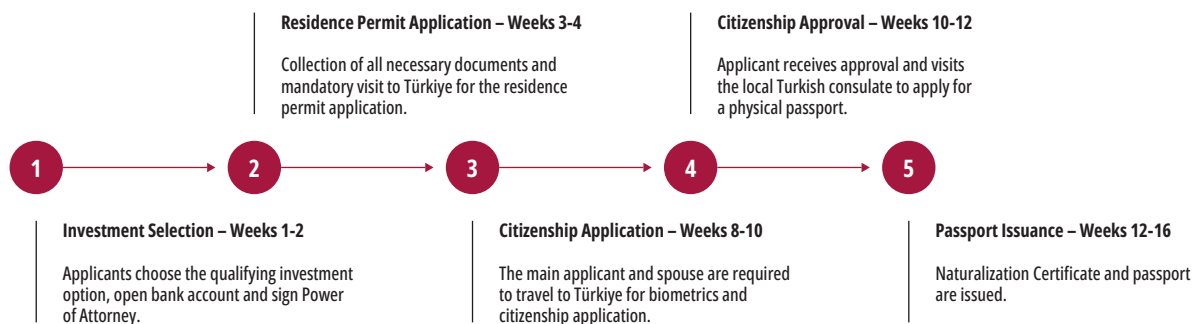 Residence Permit Application – Weeks 3-4
Collection of all necessary documents and
mandatory visit to Türkiye for the residence
permit application.
Citizenship Approval – Weeks 10-12
Applicant receives approval and visits
the local Turkish consulate to apply for
a physical passport.
1
2
3
4
5
Investment Selection – Weeks 1-2
Applicants choose the qualifying investment
option, open bank account and sign Power
of Attorney.
Citizenship Application – Weeks 8-10
The main applicant and spouse are required
to travel to Türkiye for biometrics and
citizenship application.
Passport Issuance – Weeks 12-16
Naturalization Certificate and passport
are issued.